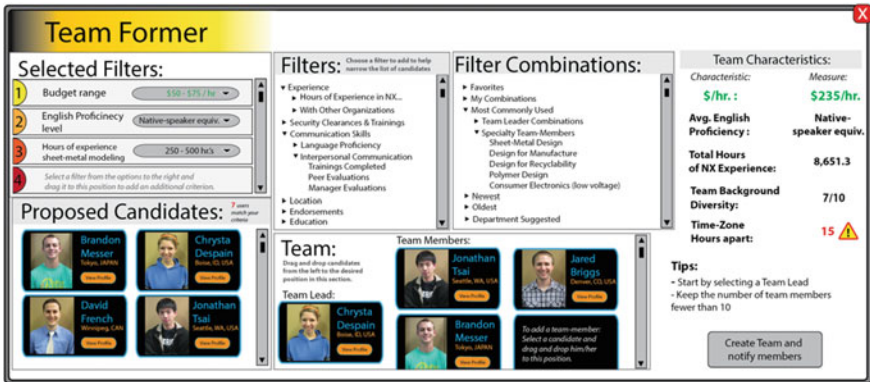 Team Former
X
Selected Filters:
1
Budget range
$50 - $75 / hr
2
English Proficinecy
level
Native-speaker equiv.
3
Hours of experience
sheet-metal modeling
250 - 500 hr's
4
Select a filter from the options to the right and
drag it to this position to add an additional criterion.
Filters:
Choose a filter to add to help
narrow the list of candidates
Experience
Hours of Experience in NX...
With Other Organizations
Security Clearances & Trainings
Communication Skills
Language Proficiency
Interpersonal Communication
Trainings Completed
Peer Evaluations
Manager Evaluations
Location
Endorsements
Education
Filter Combinations:
Favorites
My Combinations
Most Commonly Used
Team Leader Combinations
Specialty Team-Members
Sheet-Metal Design
Design for Manufacture
Design for Recyclability
Polymer Design
Consumer Electronics (low voltage)
Newest
Oldest
Department Suggested
Team Characteristics:
Characteristic: Measure:
$/hr. : $235/hr.
Avg. English Native-
Proficiency : speaker equiv.
Total Hours
of NX Experience: 8,651.3
Team Background
Diversity: 7/10
Time-Zone
Hours apart: 15
Tips:
- Start by selecting a Team Lead
- Keep the number of team members
fewer than 10
Create Team and
notify members
Proposed Candidates:
7 users
match your
criteria
Brandon
Messer
Tokyo, JAPAN
View Profile
Chrysta
Despain
Boise, ID, USA
View Profile
David
French
Winnipeg, CAN
View Profile
Jonathan
Tsai
Seattle, WA, USA
View Profile
Team:
Drag and drop candidates
from the left to the desired
position in this section.
Team Lead:
Chrysta
Despain
Boise, ID, USA
View Profile
Team Members:
Jonathan
Tsai
Seattle, WA, USA
View Profile
Jared
Briggs
Denver, CO, USA
View Profile
Brandon
Messer
Tokyo, JAPAN
View Profile
To add a team-member:
Select a candidate and
drag and drop him/her
to this position.